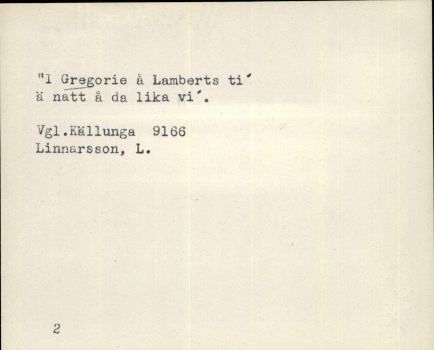 "I Gregorie å Lamberts ti´
ä natt å da lika vi´.
Vgl.Källunga 9166
Linnarsson, L.
2